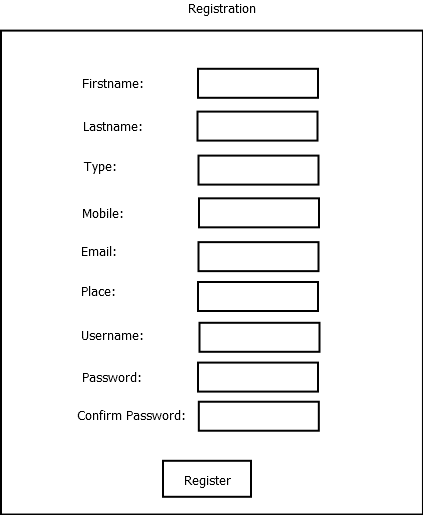 Registration
Firstname:
Lastname:
Type:
Mobile:
Email:
Place:
Username:
Password:
Confirm Password:
Register